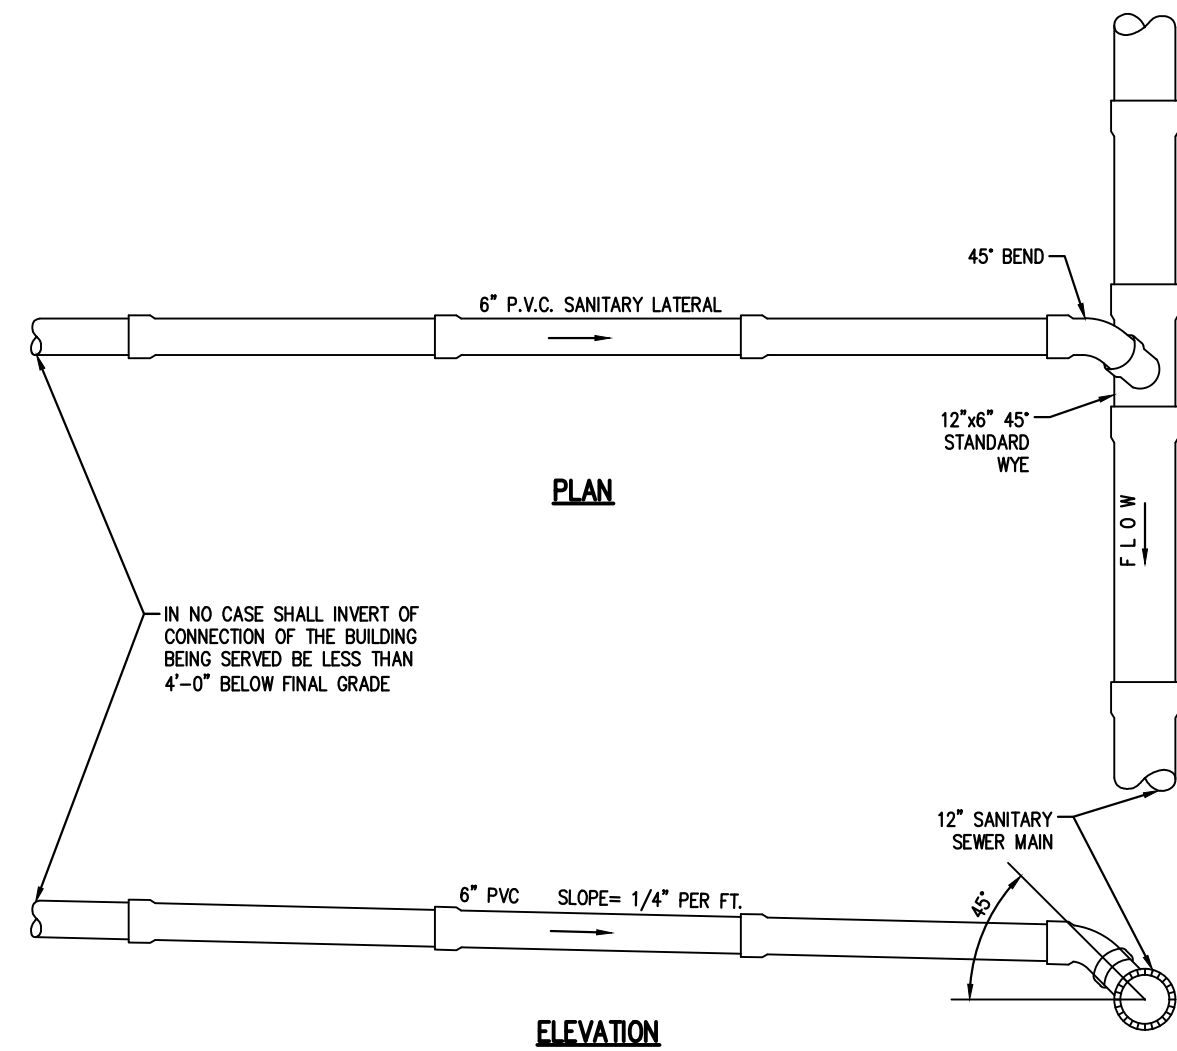 45° BEND
6" P.V.C. SANITARY LATERAL
12"x6" 45°
STANDARD
WYE
PLAN
FLOW
IN NO CASE SHALL INVERT OF
CONNECTION OF THE BUILDING
BEING SERVED BE LESS THAN
4'-0" BELOW FINAL GRADE
12" SANITARY
SEWER MAIN
6" PVC SLOPE= 1/4" PER FT.
45°
ELEVATION